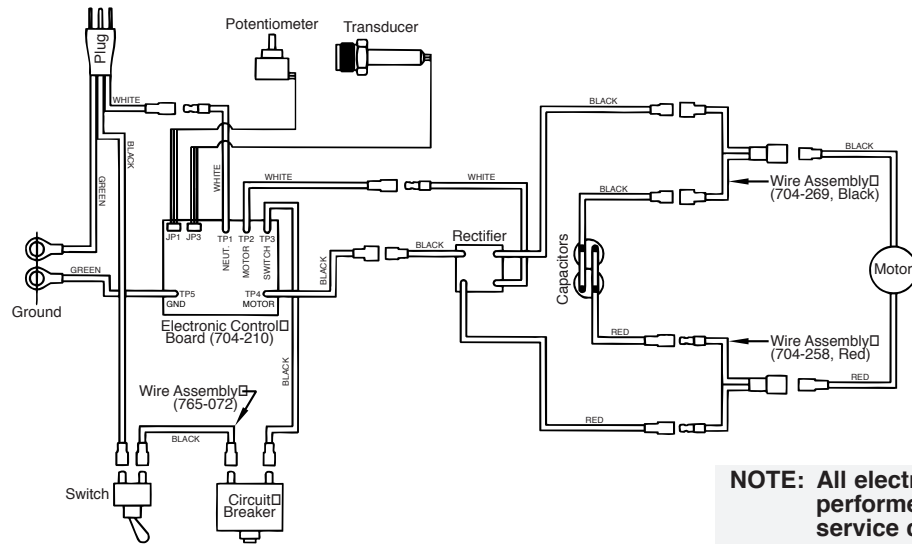 Plug
Potentiometer
Transducer
WHITE
BLACK
GREEN
WHITE
BLACK
BLACK
WHITE
WHITE
BLACK
Wire Assembly
(704-269, Black)
JP1
JP3
TP1
TP2
TP3
NEUT.
MOTOR
SWITCH
BLACK
BLACK
Rectifier
Capacitors
Motor
GREEN
TP5
GND
TP4
MOTOR
Ground
Electronic Control
Board (704-210)
RED
Wire Assembly
(704-258, Red)
BLACK
RED
Wire Assembly
(765-072)
BLACK
RED
Switch
Circuit
Breaker
NOTE: All electr
performe
service c